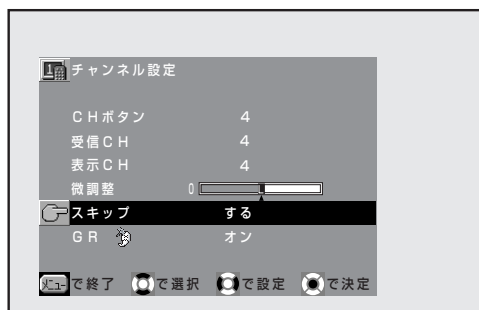 チャンネル設定
CHボタン 4
受信CH 4
表示CH 4
微調整 0
スキップ する
GR オン
メニューで終了 で選択 で設定 で決定